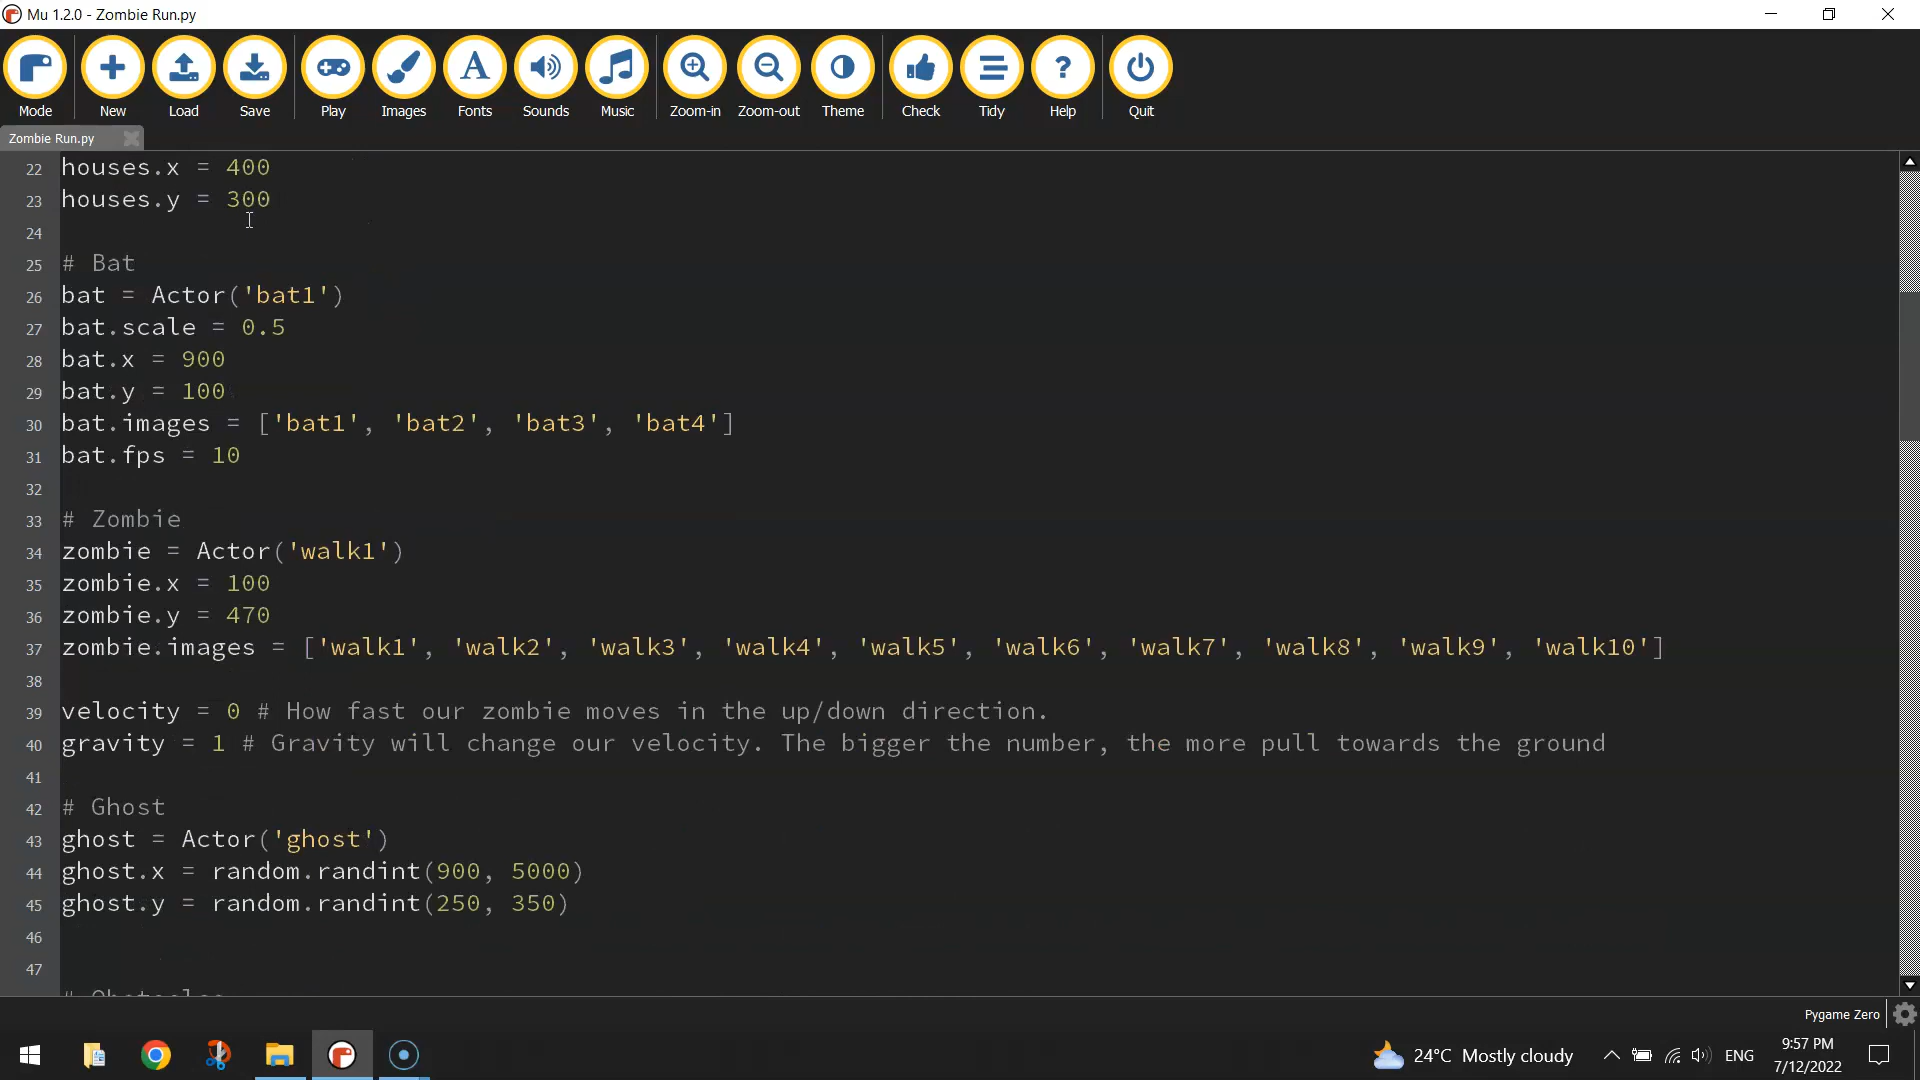 Mu 1.2.0 - Zombie Run.py
Mode New Load Save Play Images Fonts Sounds Music Zoom-in Zoom-out Theme Check Tidy Help Quit
Zombie Run.py
22 houses.x = 400
23 houses.y = 300
24
25 # Bat
26 bat = Actor('bat1')
27 bat.scale = 0.5
28 bat.x = 900
29 bat.y = 100
30 bat.images = ['bat1', 'bat2', 'bat3', 'bat4']
31 bat.fps = 10
32
33 # Zombie
34 zombie = Actor('walk1')
35 zombie.x = 100
36 zombie.y = 470
37 zombie.images = ['walk1', 'walk2', 'walk3', 'walk4', 'walk5', 'walk6', 'walk7', 'walk8', 'walk9', 'walk10']
38
39 velocity = 0 # How fast our zombie moves in the up/down direction.
40 gravity = 1 # Gravity will change our velocity. The bigger the number, the more pull towards the ground
41
42 # Ghost
43 ghost = Actor('ghost')
44 ghost.x = random.randint(900, 5000)
45 ghost.y = random.randint(250, 350)
46
47
# Obstacles
Pygame Zero
24°C Mostly cloudy
ENG
9:57 PM
7/12/2022